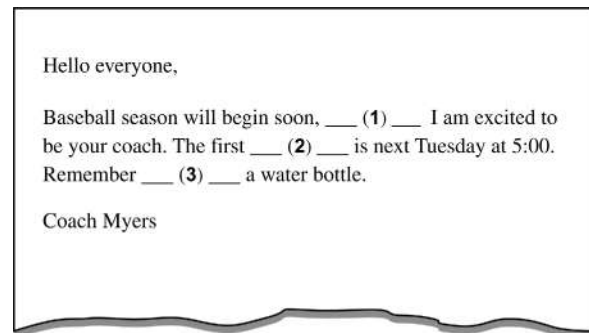 Hello everyone,
Baseball season will begin soon, ___ (1) ___ I am excited to
be your coach. The first ___ (2) ___ is next Tuesday at 5:00.
Remember ___ (3) ___ a water bottle.
Coach Myers